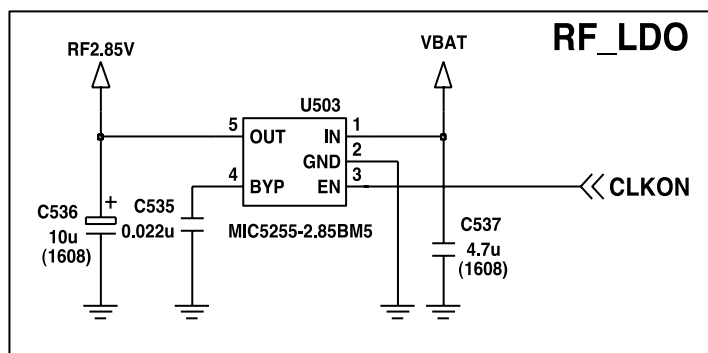 RF_LDO
RF2.85V
VBAT
U503
5 OUT IN 1
GND 2
4 BYP EN 3
CLKON
C536 + C535
10u 0.022u
(1608)
MIC5255-2.85BM5
C537
4.7u
(1608)